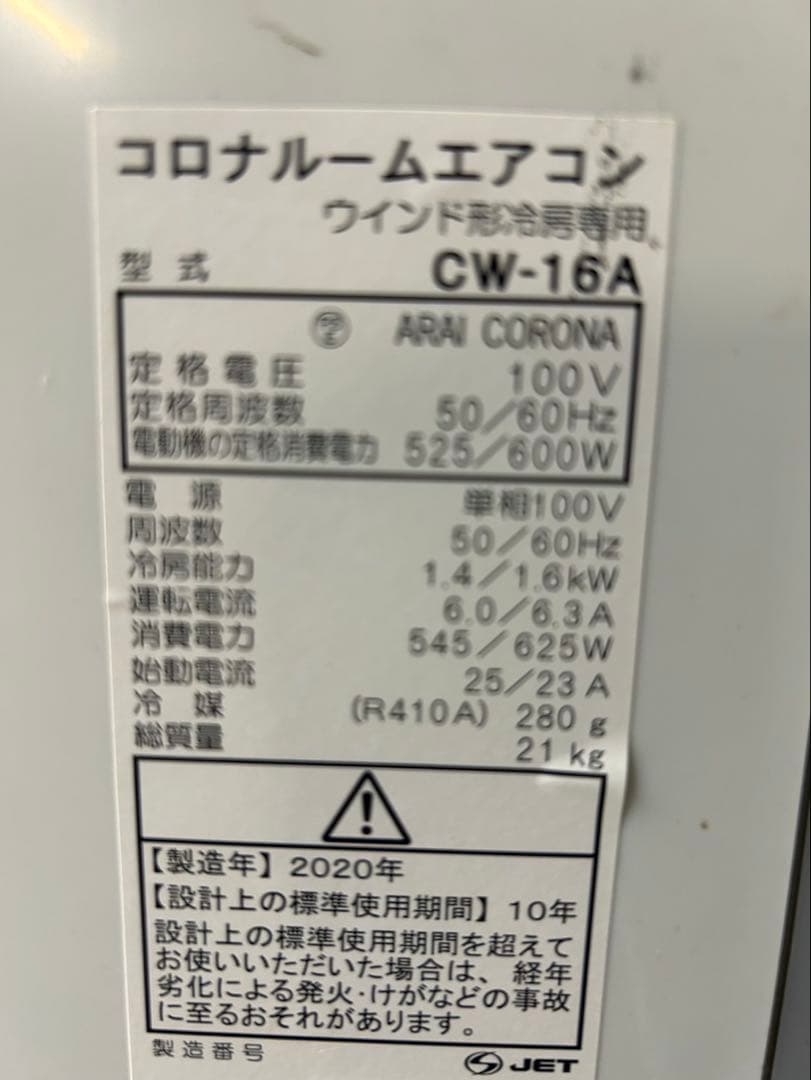 コロナルームエアコン
ウインド形冷房専用
型式 CW-16A
ARAI CORONA
定格電圧 100V
定格周波数 50/60Hz
電動機の定格消費電力 525/600W
電源 単相100V
周波数 50/60Hz
冷房能力 1.4/1.6kW
運転電流 6.0/6.3A
消費電力 545/625W
始動電流 25/23A
冷媒 (R410A) 280g
総質量 21kg
【製造年】2020年
【設計上の標準使用期間】10年
設計上の標準使用期間を超えて
お使いいただいた場合は、経年
劣化による発火・けがなどの事故
に至るおそれがあります。
製造番号 JET